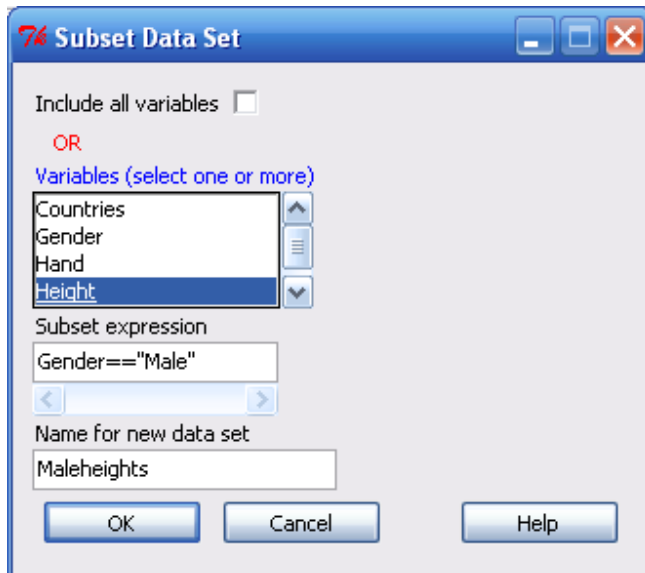 Subset Data Set
Include all variables
OR
Variables (select one or more)
Countries
Gender
Hand
Height
Subset expression
Gender=="Male"
Name for new data set
Maleheights
OK Cancel Help